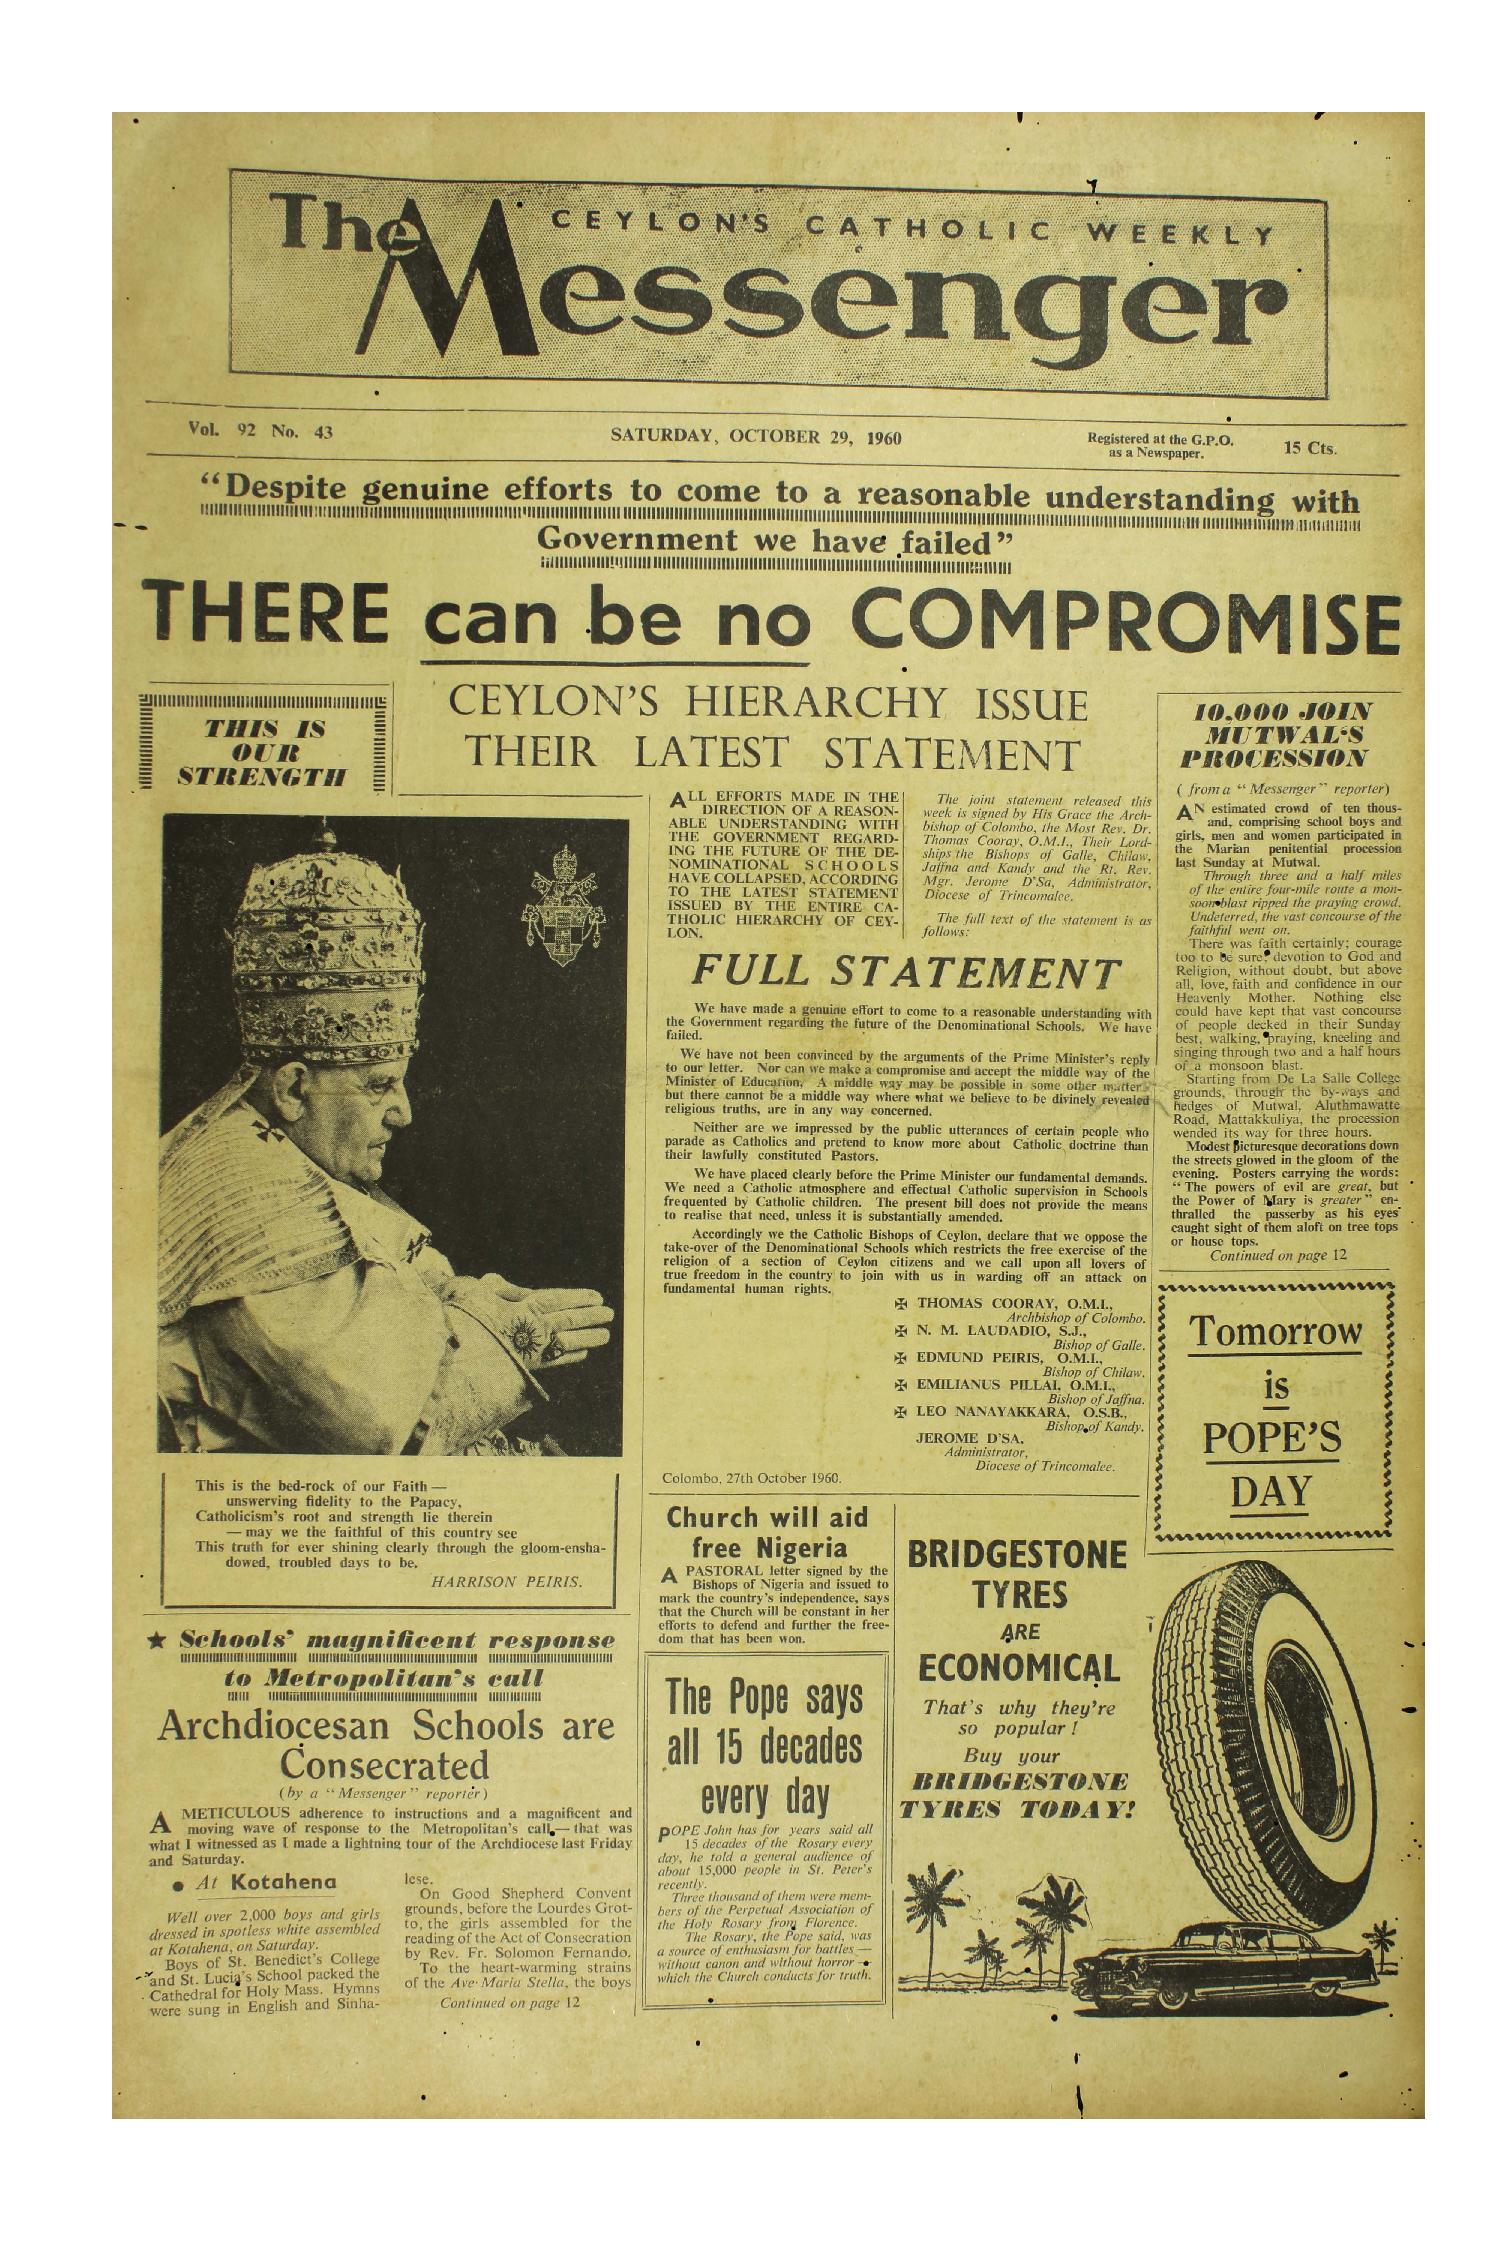 The Messenger
CEYLON'S CATHOLIC WEEKLY
Vol. 92 No. 43
SATURDAY, OCTOBER 29, 1960
Registered at the G.P.O.
as a Newspaper.
15 Cts.
“Despite genuine efforts to come to a reasonable understanding with
Government we have failed”
THERE can be no COMPROMISE
THIS IS
OUR
STRENGTH
CEYLON'S HIERARCHY ISSUE
THEIR LATEST STATEMENT
ALL EFFORTS MADE IN THE
DIRECTION OF A REASON-
ABLE UNDERSTANDING WITH
THE GOVERNMENT REGARD-
ING THE FUTURE OF THE DE-
NOMINATIONAL SCHOOLS
HAVE COLLAPSED, ACCORDING
TO THE LATEST STATEMENT
ISSUED BY THE ENTIRE CA-
THOLIC HIERARCHY OF CEY-
LON.
The joint statement released this
week is signed by His Grace the Arch-
bishop of Colombo, the Most Rev. Dr.
Thomas Cooray, O.M.I., Their Lord-
ships the Bishops of Galle, Chilaw,
Jaffna and Kandy and the Rt. Rev.
Mgr. Jerome D'Sa, Administrator,
Diocese of Trincomalee.
The full text of the statement is as
follows:
FULL STATEMENT
We have made a genuine effort to come to a reasonable understanding with
the Government regarding the future of the Denominational Schools. We have
failed.
We have not been convinced by the arguments of the Prime Minister's reply
to our letter. Nor can we make a compromise and accept the middle way of the
Minister of Education. A middle way may be possible in some other matter
but there cannot be a middle way where what we believe to be divinely revealed
religious truths, are in any way concerned.
Neither are we impressed by the public utterances of certain people who
parade as Catholics and pretend to know more about Catholic doctrine than
their lawfully constituted Pastors.
We have placed clearly before the Prime Minister our fundamental demands.
We need a Catholic atmosphere and effectual Catholic supervision in Schools
frequented by Catholic children. The present bill does not provide the means
to realise that need, unless it is substantially amended.
Accordingly we the Catholic Bishops of Ceylon, declare that we oppose the
take-over of the Denominational Schools which restricts the free exercise of the
religion of a section of Ceylon citizens and we call upon all lovers of
true freedom in the country to join with us in warding off an attack on
fundamental human rights.
✠ THOMAS COORAY, O.M.I.,
Archbishop of Colombo.
✠ N. M. LAUDADIO, S.J.,
Bishop of Galle.
✠ EDMUND PEIRIS, O.M.I.,
Bishop of Chilaw.
✠ EMILIANUS PILLAI, O.M.I.,
Bishop of Jaffna.
✠ LEO NANAYAKKARA, O.S.B.,
Bishop of Kandy.
JEROME D'SA,
Administrator,
Diocese of Trincomalee.
Colombo, 27th October 1960.
10,000 JOIN
MUTWAL'S
PROCESSION
(from a “Messenger” reporter)
AN estimated crowd of ten thous-
and, comprising school boys and
girls, men and women participated in
the Marian penitential procession
last Sunday at Mutwal.
Through three and a half miles
of the entire four-mile route a mon-
soon blast ripped the praying crowd.
Undeterred, the vast concourse of the
faithful went on.
There was faith certainly; courage
too to be sure; devotion to God and
Religion, without doubt, but above
all, love, faith and confidence in our
Heavenly Mother. Nothing else
could have kept that vast concourse
of people decked in their Sunday
best, walking, praying, kneeling and
singing through two and a half hours
of a monsoon blast.
Starting from De La Salle College
grounds, through the by-ways and
hedges of Mutwal, Aluthmawatte
Road, Mattakkuliya, the procession
wended its way for three hours.
Modest picturesque decorations down
the streets glowed in the gloom of the
evening. Posters carrying the words:
“The powers of evil are great, but
the Power of Mary is greater” en-
thralled the passerby as his eyes
caught sight of them aloft on tree tops
or house tops.
Continued on page 12
Tomorrow
is
POPE'S
DAY
This is the bed-rock of our Faith —
unswerving fidelity to the Papacy,
Catholicism's root and strength lie therein
— may we the faithful of this country see
This truth for ever shining clearly through the gloom-ensha-
dowed, troubled days to be.
HARRISON PEIRIS.
★ Schools' magnificent response
to Metropolitan's call
Archdiocesan Schools are
Consecrated
(by a “Messenger” reporter)
A METICULOUS adherence to instructions and a magnificent and
moving wave of response to the Metropolitan's call,— that was
what I witnessed as I made a lightning tour of the Archdiocese last Friday
and Saturday.
● At Kotahena
Well over 2,000 boys and girls
dressed in spotless white assembled
at Kotahena, on Saturday.
Boys of St. Benedict's College
and St. Lucia's School packed the
Cathedral for Holy Mass. Hymns
were sung in English and Sinha-
lese.
On Good Shepherd Convent
grounds, before the Lourdes Grot-
to, the girls assembled for the
reading of the Act of Consecration
by Rev. Fr. Solomon Fernando.
To the heart-warming strains
of the Ave Maria Stella, the boys
Continued on page 12
Church will aid
free Nigeria
A PASTORAL letter signed by the
Bishops of Nigeria and issued to
mark the country's independence, says
that the Church will be constant in her
efforts to defend and further the free-
dom that has been won.
The Pope says
all 15 decades
every day
POPE John has for years said all
15 decades of the Rosary every
day, he told a general audience of
about 15,000 people in St. Peter's
recently.
Three thousand of them were mem-
bers of the Perpetual Association of
the Holy Rosary from Florence.
The Rosary, the Pope said, was
a source of enthusiasm for battles —
without canon and without horror —
which the Church conducts for truth.
BRIDGESTONE
TYRES
ARE
ECONOMICAL
That's why they're
so popular!
Buy your
BRIDGESTONE
TYRES TODAY!